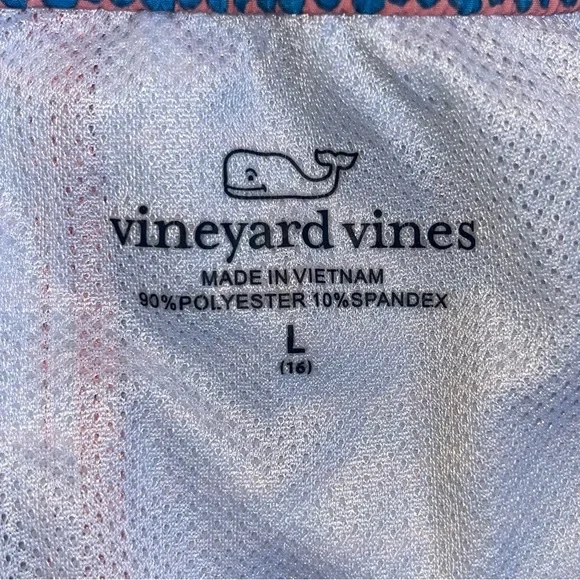 vineyard vines
MADE IN VIETNAM
90%POLYESTER 10%SPANDEX
L
(16)